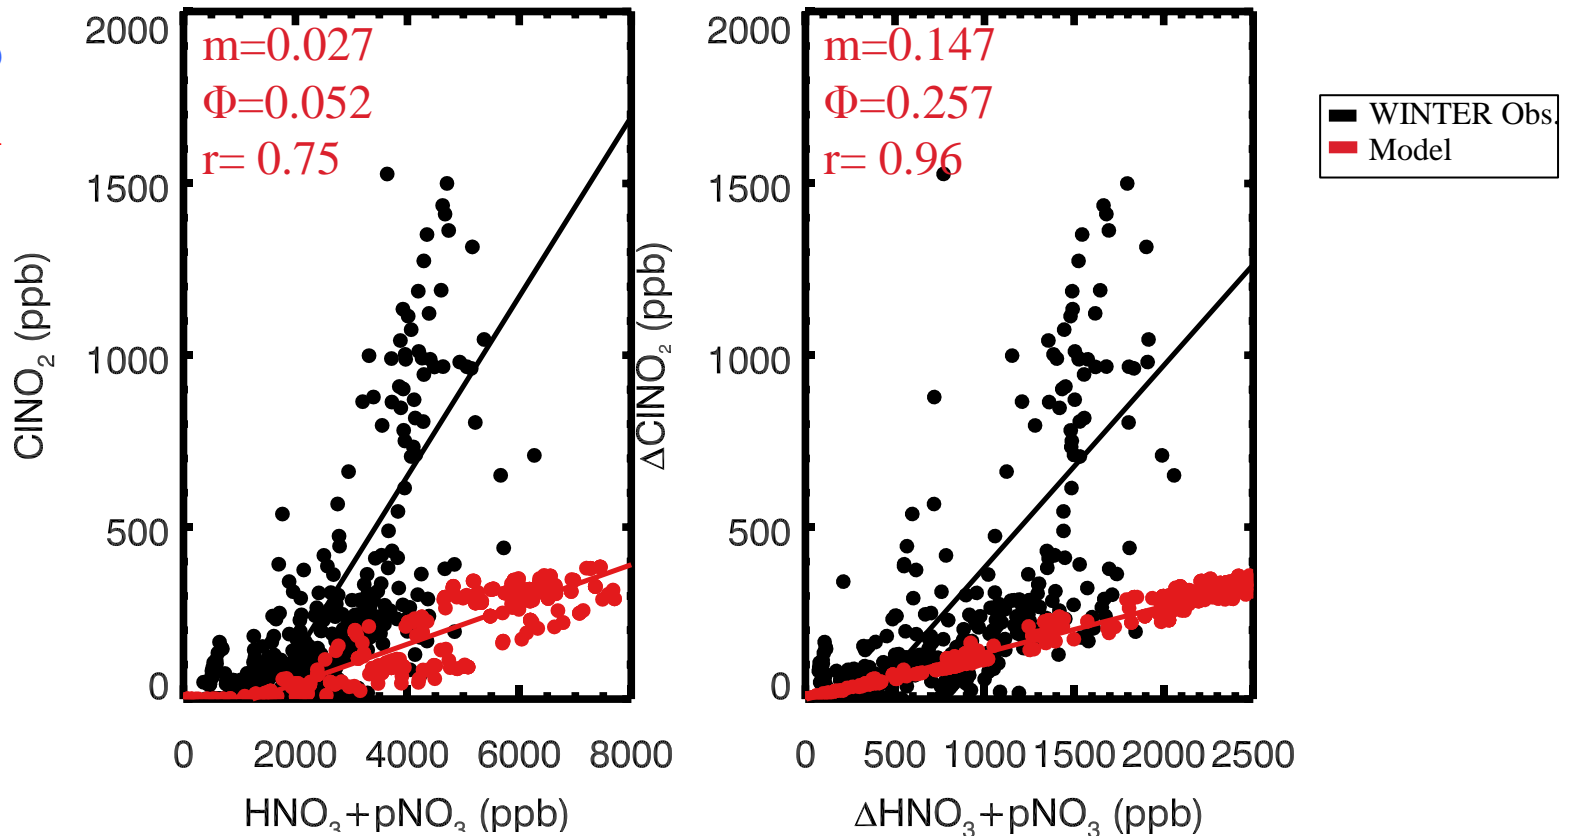 2000
1500
1000
500
0
ClNO₂ (ppb)
m=0.027
Φ=0.052
r= 0.75
0 2000 4000 6000 8000
HNO₃+pNO₃ (ppb)
2000
1500
1000
500
0
ΔClNO₂ (ppb)
m=0.147
Φ=0.257
r= 0.96
0 500 1000 1500 2000 2500
ΔHNO₃+pNO₃ (ppb)
WINTER Obs.
Model